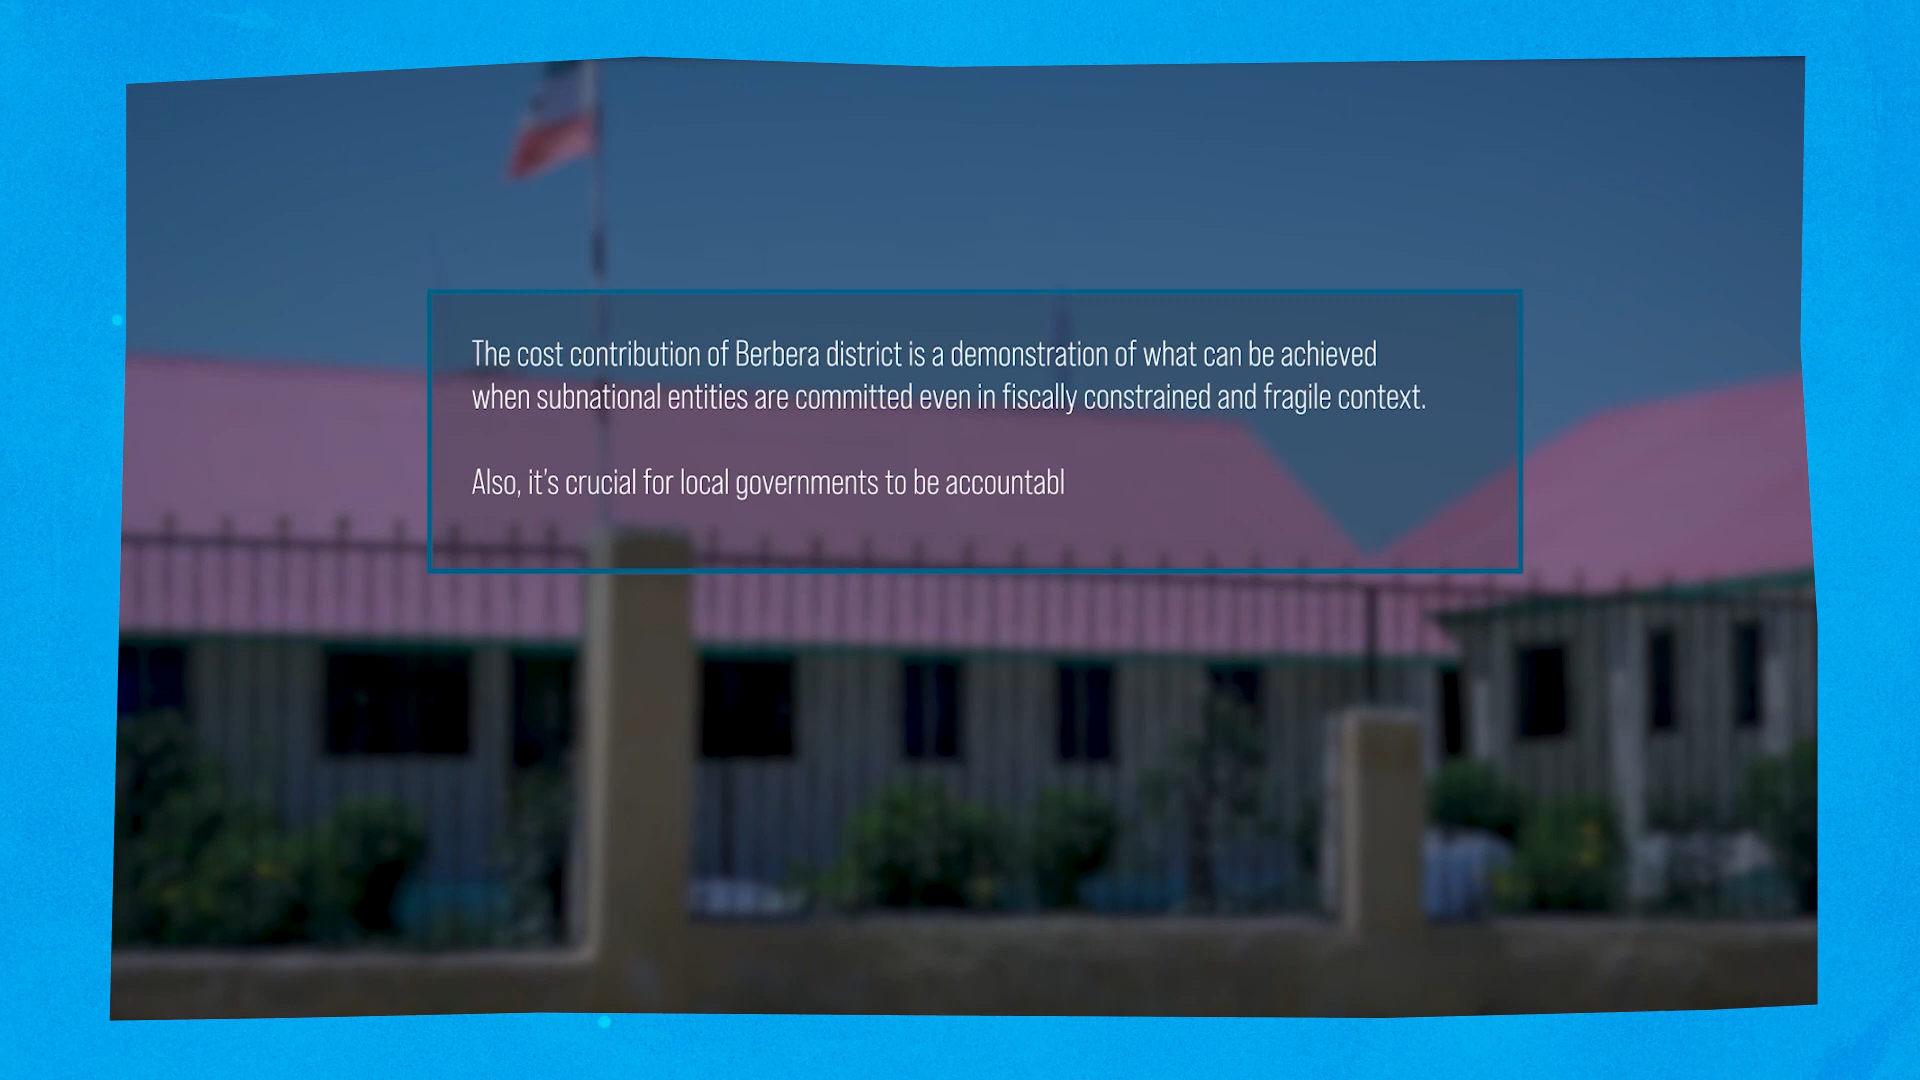 The cost contribution of Berbera district is a demonstration of what can be achieved
when subnational entities are committed even in fiscally constrained and fragile context.
Also, it’s crucial for local governments to be accountabl